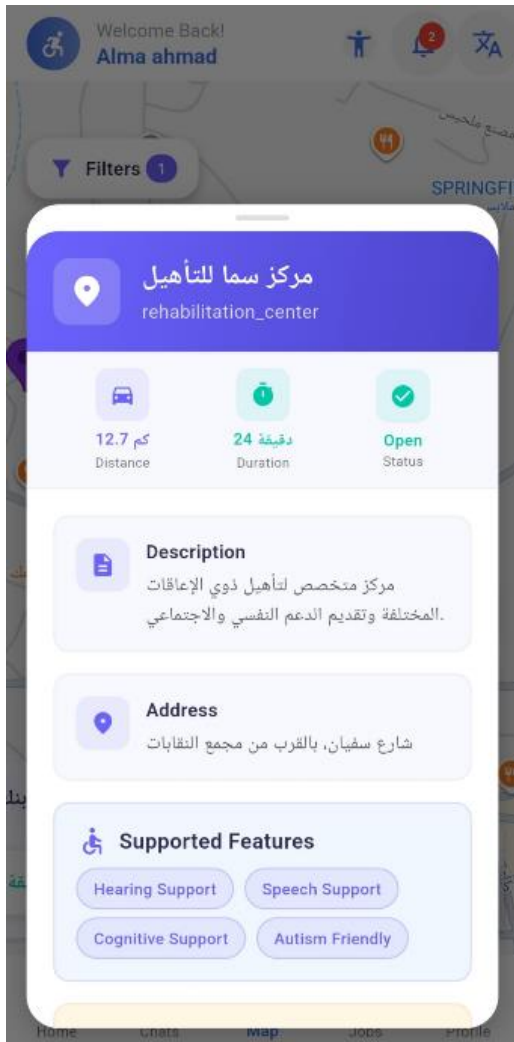 Welcome Back!
Alma ahmad
2
Filters 1
SPRINGFI
مركز سما للتأهيل
rehabilitation_center
12.7 كم
Distance
24 دقيقة
Duration
Open
Status
Description
مركز متخصص لتأهيل ذوي الإعاقات
المختلفة وتقديم الدعم النفسي والاجتماعي.
Address
شارع سفيان، بالقرب من مجمع النقابات
Supported Features
Hearing Support
Speech Support
Cognitive Support
Autism Friendly
Home Chats Map Jobs Profile